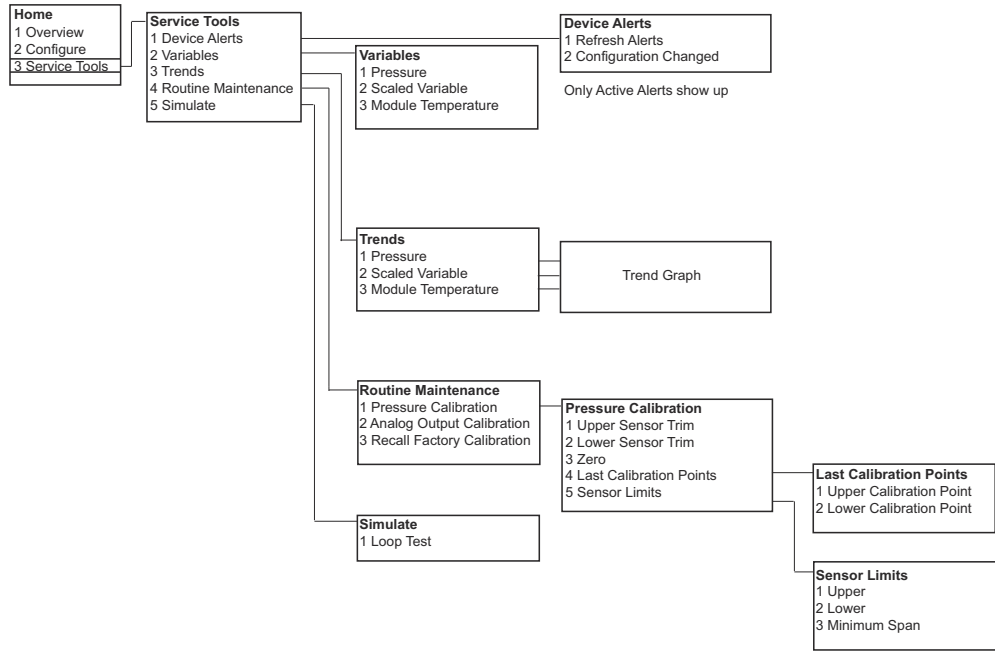 Home
1 Overview
2 Configure
3 Service Tools
Service Tools
1 Device Alerts
2 Variables
3 Trends
4 Routine Maintenance
5 Simulate
Device Alerts
1 Refresh Alerts
2 Configuration Changed
Only Active Alerts show up
Variables
1 Pressure
2 Scaled Variable
3 Module Temperature
Trends
1 Pressure
2 Scaled Variable
3 Module Temperature
Trend Graph
Routine Maintenance
1 Pressure Calibration
2 Analog Output Calibration
3 Recall Factory Calibration
Pressure Calibration
1 Upper Sensor Trim
2 Lower Sensor Trim
3 Zero
4 Last Calibration Points
5 Sensor Limits
Last Calibration Points
1 Upper Calibration Point
2 Lower Calibration Point
Simulate
1 Loop Test
Sensor Limits
1 Upper
2 Lower
3 Minimum Span